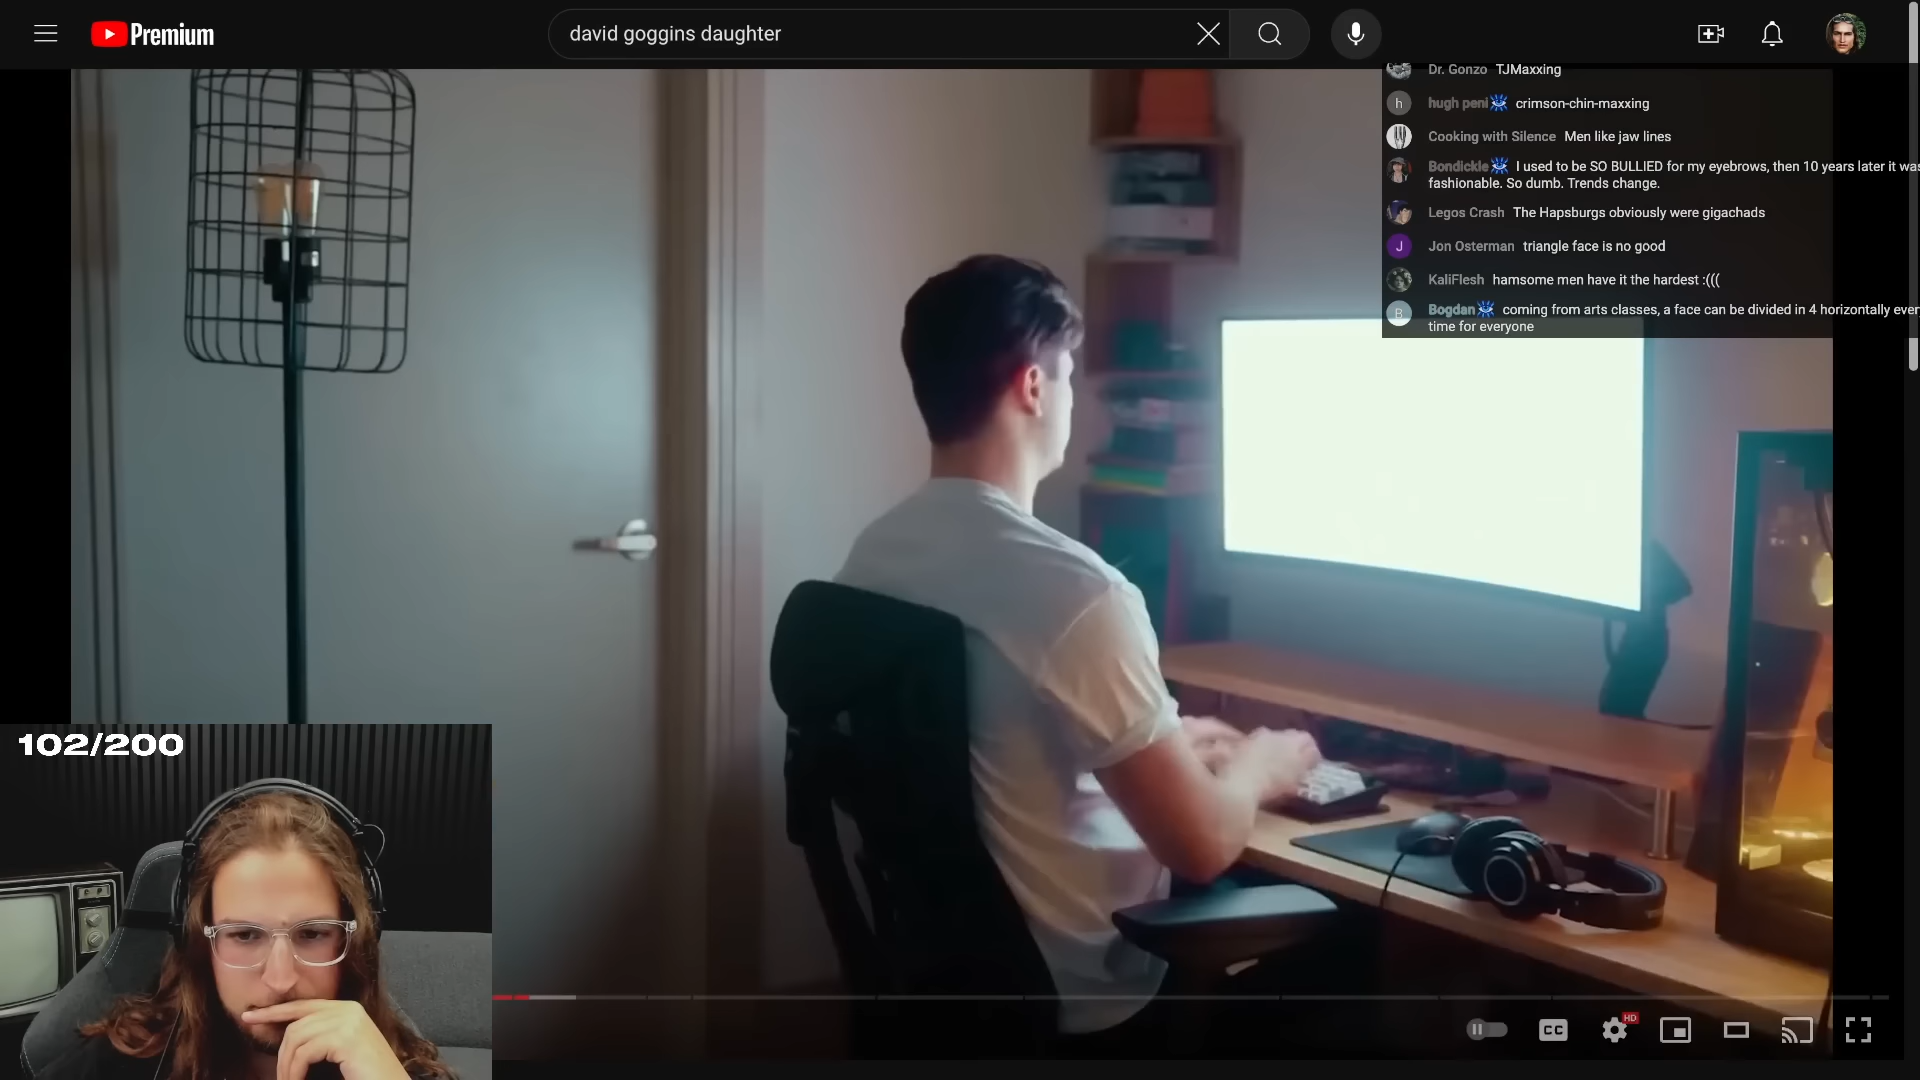 Premium
david goggins daughter
Dr. Gonzo TJMaxxing
h hugh peni crimson-chin-maxxing
Cooking with Silence Men like jaw lines
Bondickle I used to be SO BULLIED for my eyebrows, then 10 years later it was
fashionable. So dumb. Trends change.
Legos Crash The Hapsburgs obviously were gigachads
J Jon Osterman triangle face is no good
KaliFlesh hamsome men have it the hardest :(((
B Bogdan coming from arts classes, a face can be divided in 4 horizontally every
time for everyone
102/200
CC
HD